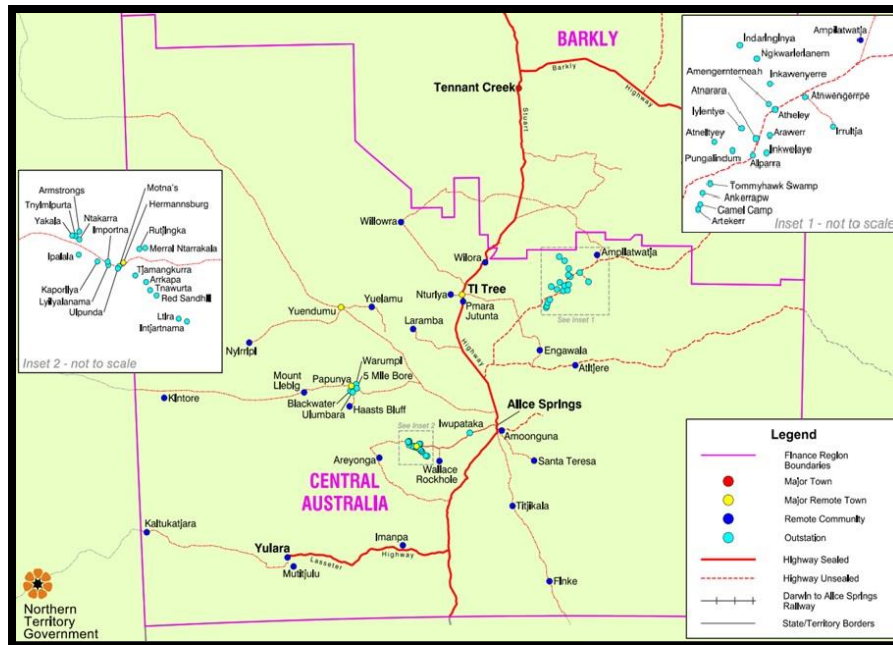 BARKLY
Barkly
Highway
Tennant Creek
Stuart
Willowra
Wilora
Ampilatwatja
See Inset 1
Nturiya
TI Tree
Pmara
Jutunta
Yuelamu
Yuendumu
Laramba
Nyirripi
Highway
Engawala
Atitjere
Warumpi
Mount
Liebig
Papunya
5 Mile Bore
Kintore
Blackwater
Ulumbara
Haasts Bluff
Alice Springs
See Inset 2
Iwupataka
Amoonguna
Areyonga
Wallace
Rockhole
Santa Teresa
CENTRAL
AUSTRALIA
Titjikala
Kaltukatjara
Imanpa
Yulara
Lasseter
Highway
Mutitjulu
Finke
Northern
Territory
Government
Indaringinya
Ampilatwatja
Ngkwarlerlanem
Amengernterneah
Inkawenyerre
Atnwengerrpe
Atnarara
Atheley
Iylentye
Atneltyey
Arawerr
Irrultja
Inkwelaye
Pungalindum
Alparra
Tommyhawk Swamp
Ankerrapw
Camel Camp
Artekerr
Inset 1 - not to scale
Motna's
Armstrongs
Hermannsburg
Tnyimipurta
Ntakarra
Yakala
Importna
Rutjingka
Ipalala
Merral Ntarrakala
Tjamangkurra
Kaporilya
Arrkapa
Lyilyalanama
Tnawurta
Red Sandhill
Ulpunda
Ltira
Intjartnama
Inset 2 - not to scale
Legend
Finance Region
Boundaries
Major Town
Major Remote Town
Remote Community
Outstation
Highway Sealed
Highway Unsealed
Darwin to Alice Springs
Railway
State/Territory Borders